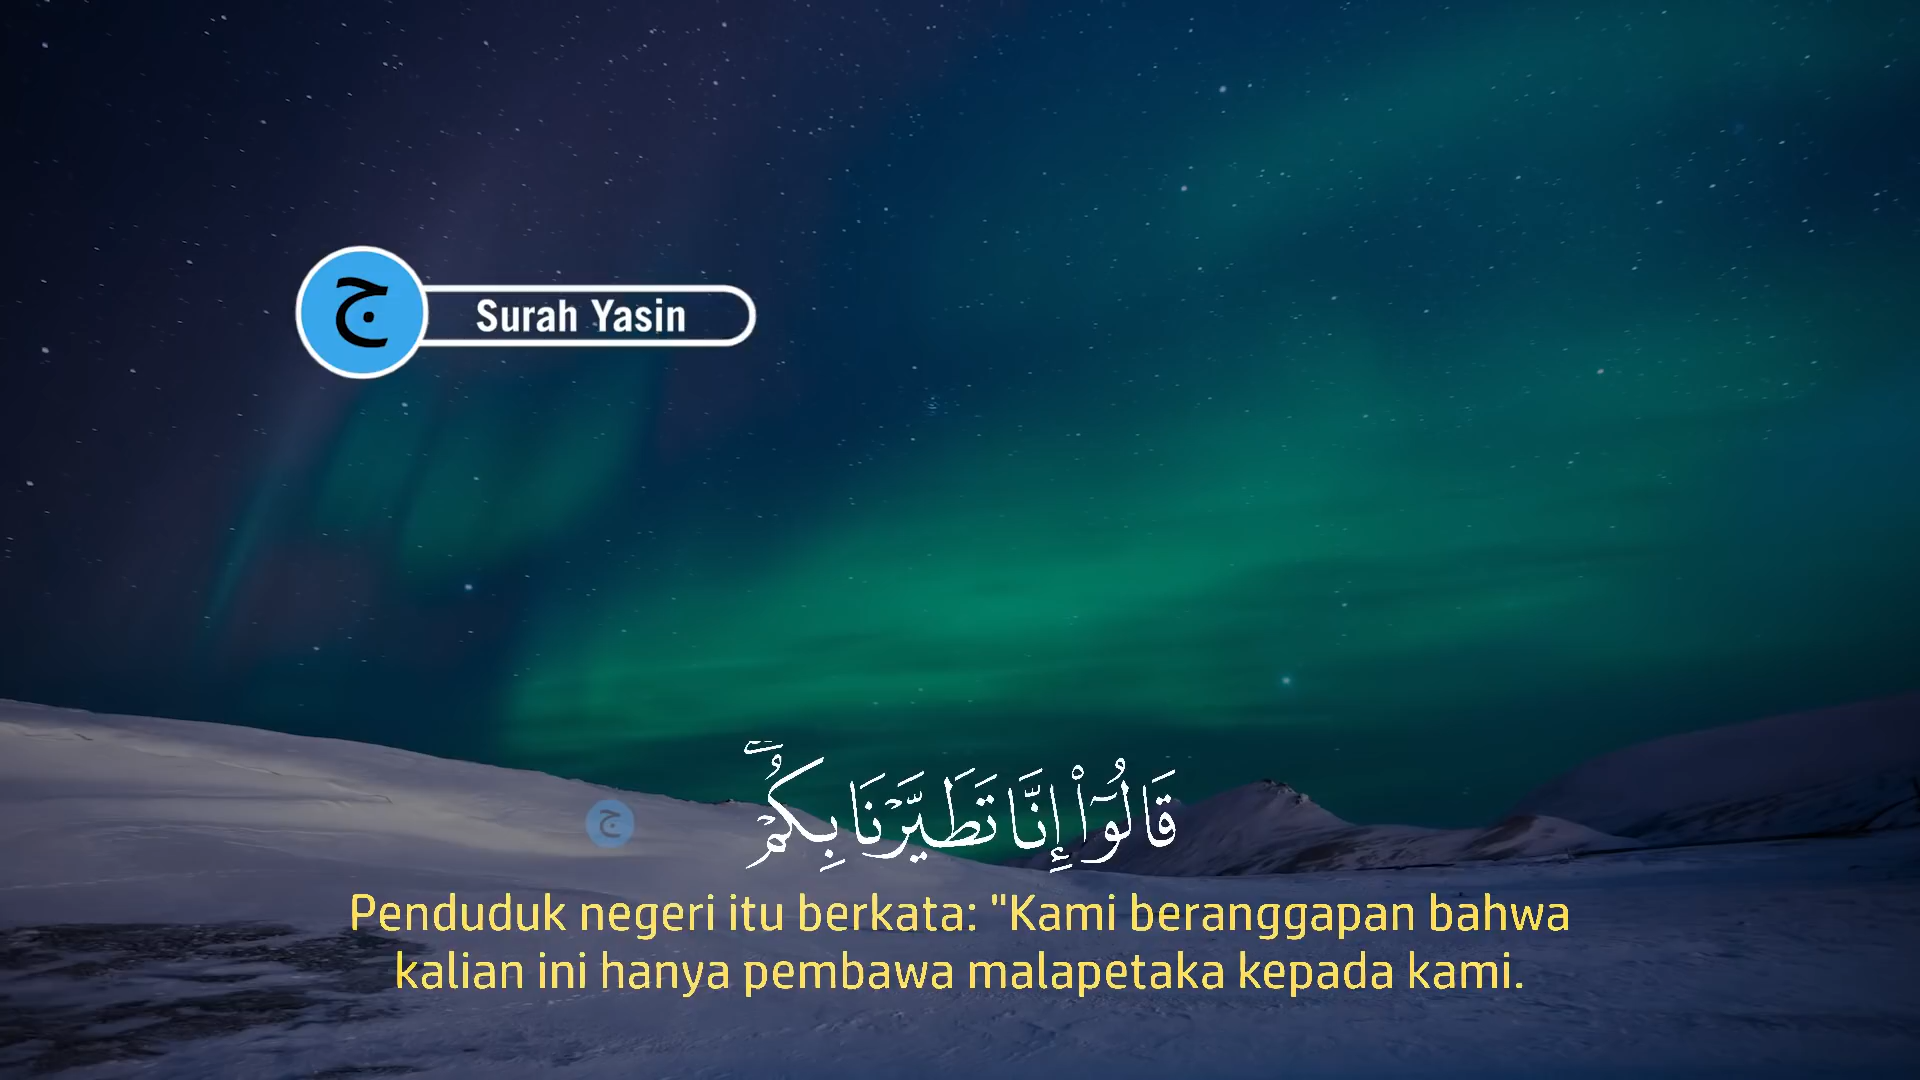 ج
Surah Yasin
قَالُوٓا۟ إِنَّا تَطَيَّرْنَا بِكُمْ ۖ
ج
Penduduk negeri itu berkata: "Kami beranggapan bahwa
kalian ini hanya pembawa malapetaka kepada kami.